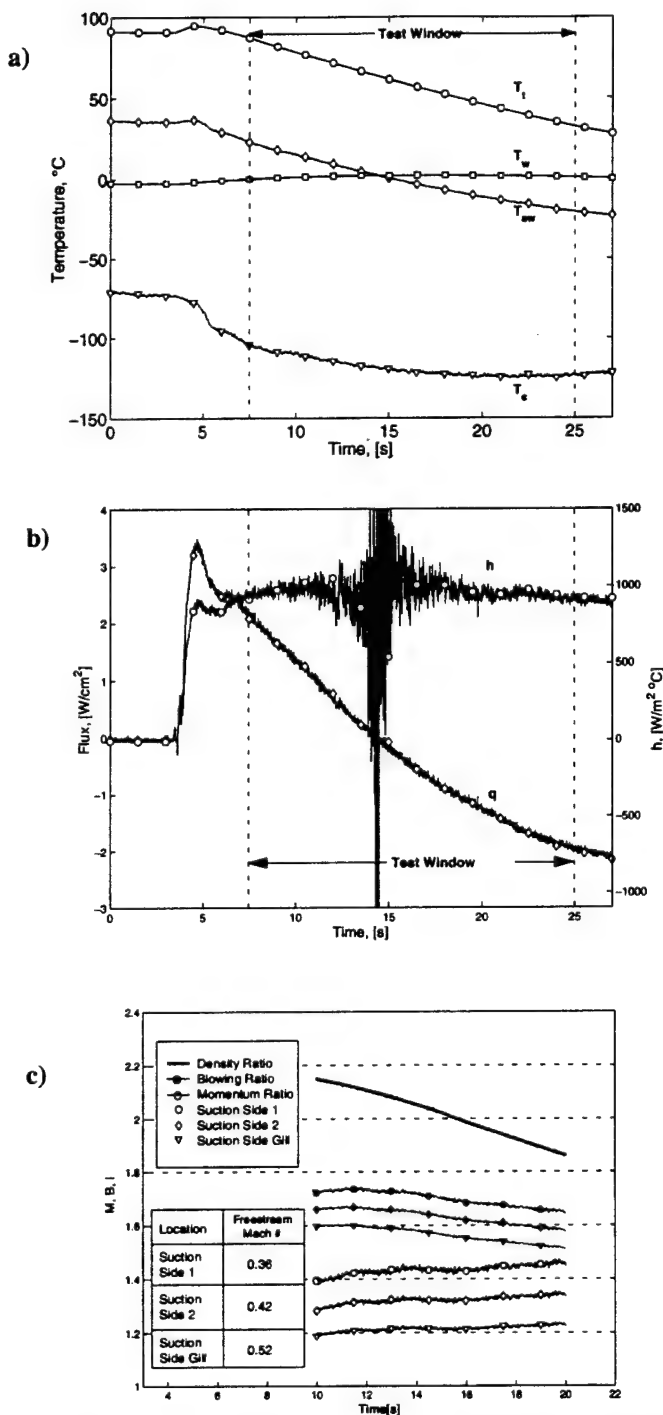 a)
100
50
0
−50
−100
−150
Temperature, °C
Test Window
T_t
T_w
T_aw
T_c
0 5 10 15 20 25
Time, [s]
b)
4
3
2
1
0
−1
−2
−3
Flux, [W/cm²]
1500
1000
500
0
−500
−1000
h, [W/m² °C]
h
q
Test Window
0 5 10 15 20 25
Time, [s]
c)
2.4
2.2
2
1.8
1.6
1.4
1.2
1
M, B, I
Density Ratio
Blowing Ratio
Momentum Ratio
Suction Side 1
Suction Side 2
Suction Side Gill
Location Freestream Mach #
Suction Side 1 0.36
Suction Side 2 0.42
Suction Side Gill 0.52
4 6 8 10 12 14 16 18 20 22
Time[s]